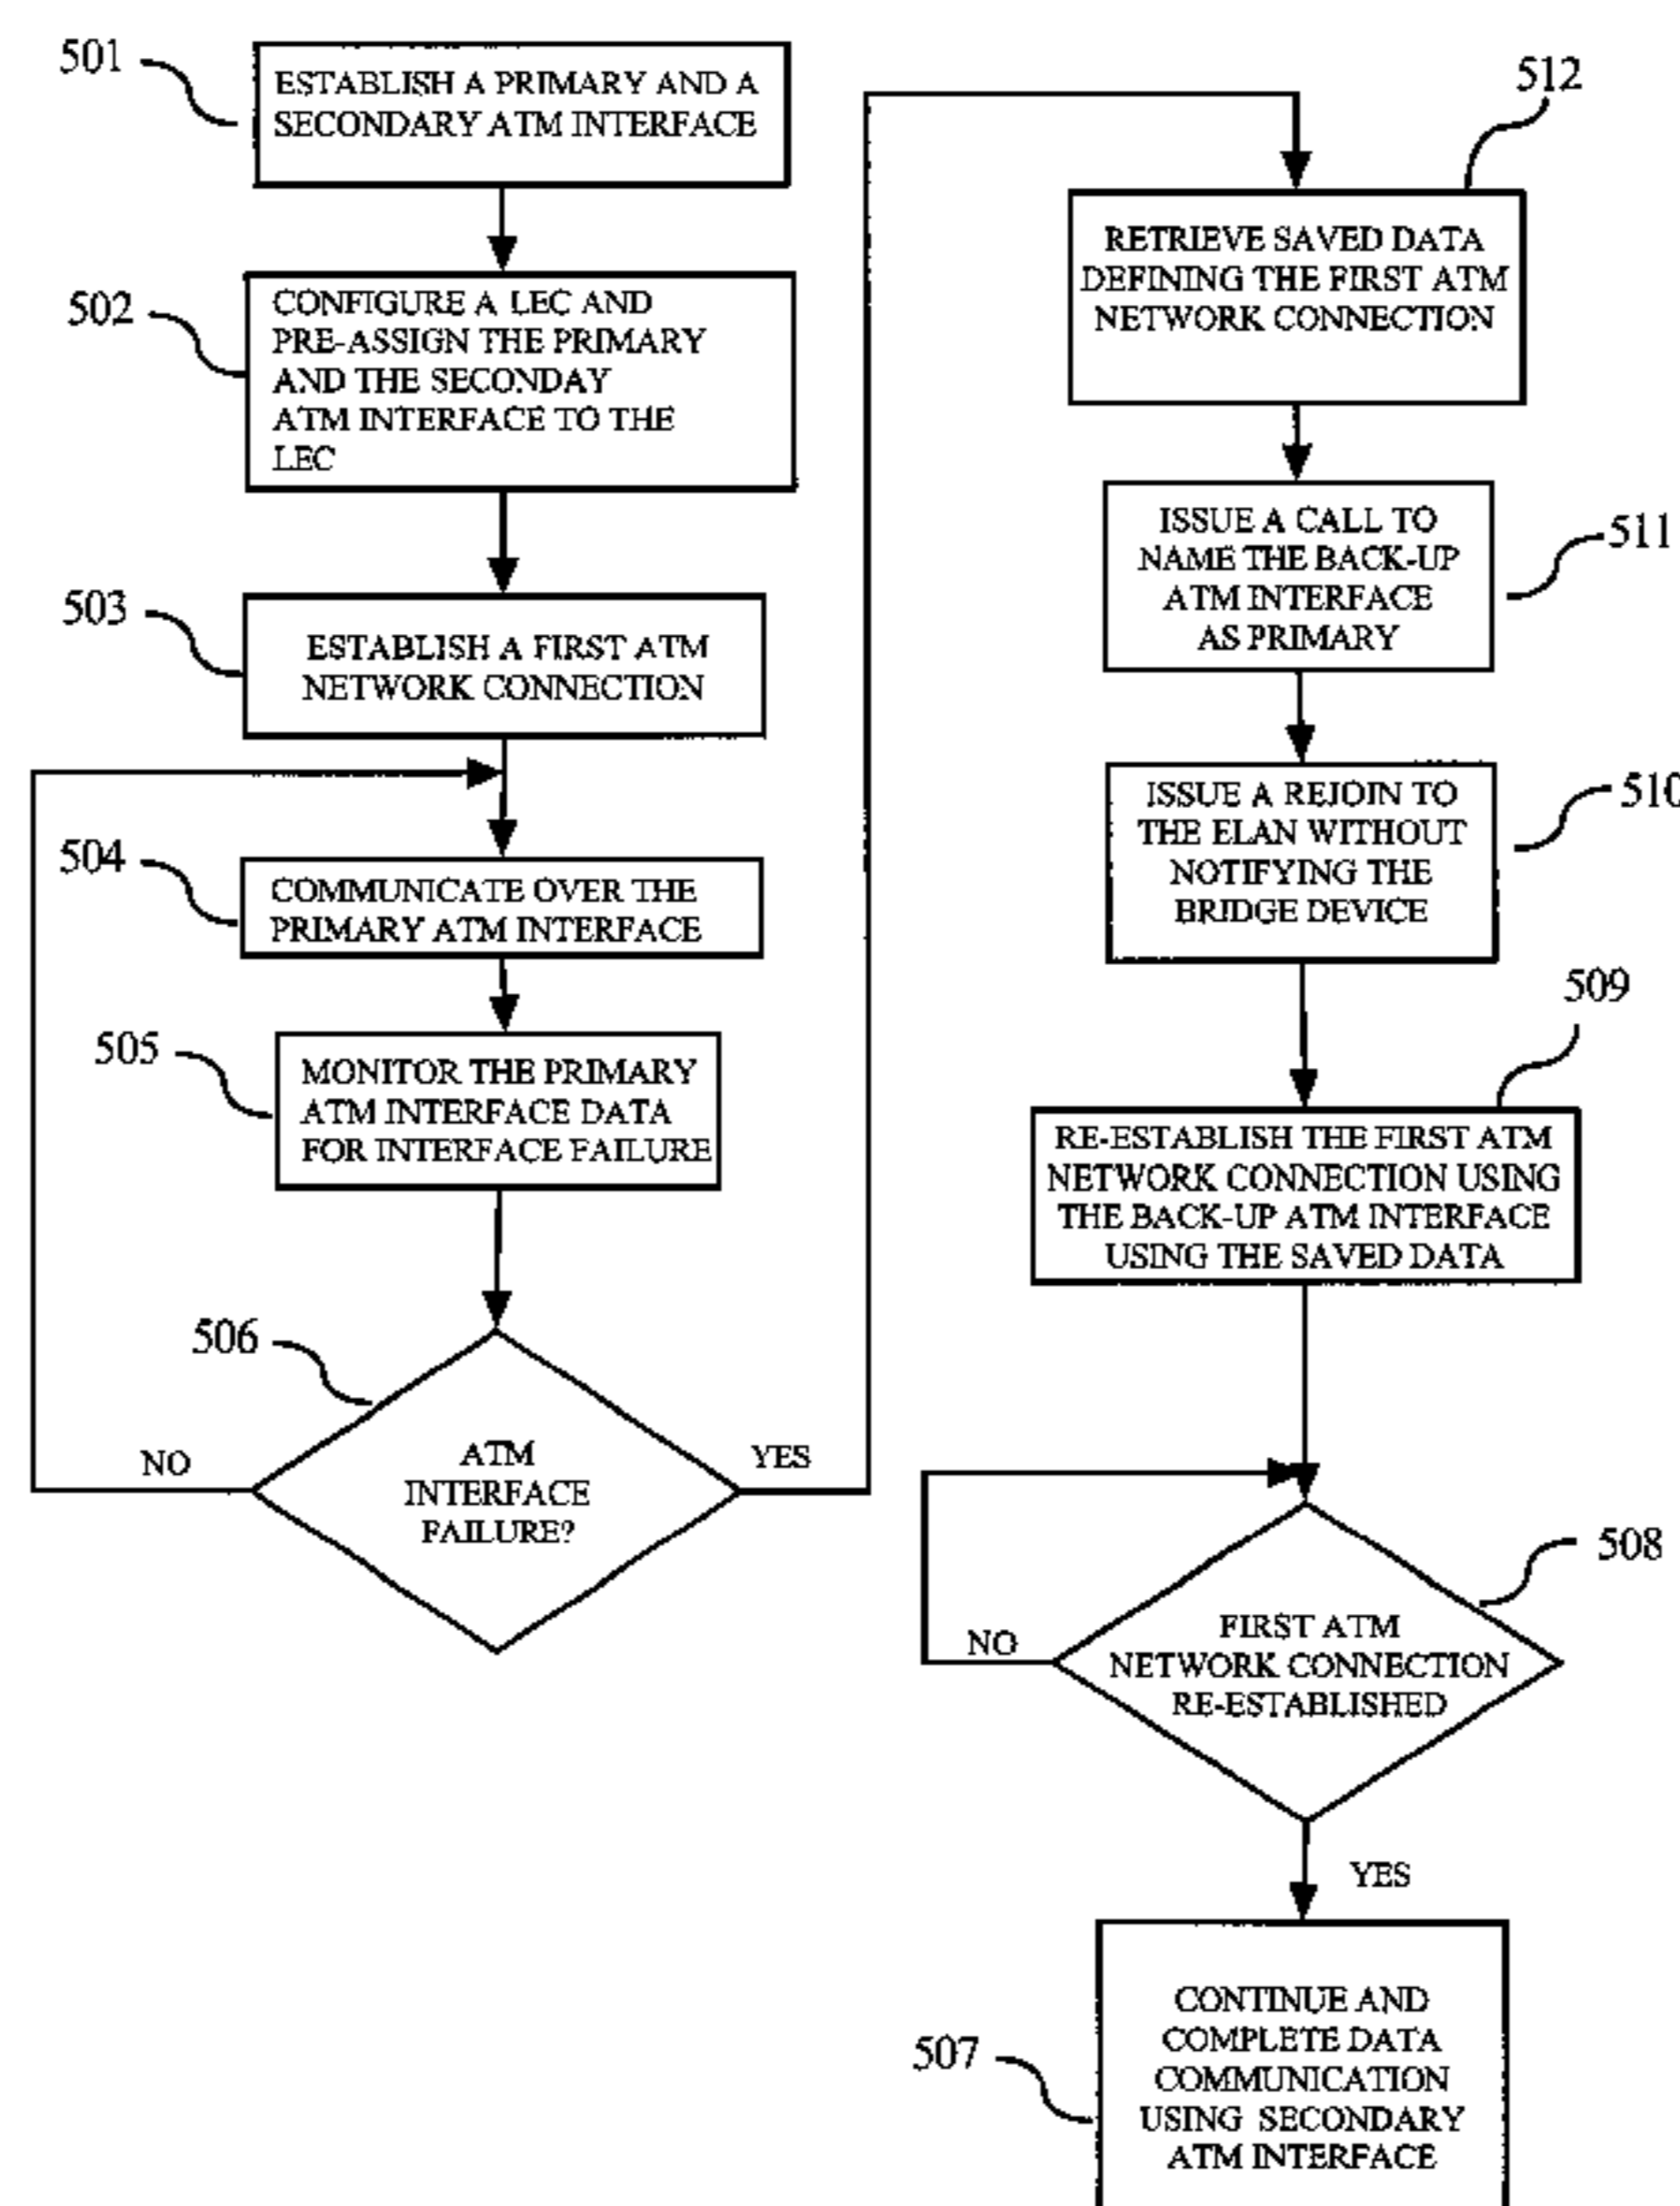 501
ESTABLISH A PRIMARY AND A
SECONDARY ATM INTERFACE
502
CONFIGURE A LEC AND
PRE-ASSIGN THE PRIMARY
AND THE SECONDAY
ATM INTERFACE TO THE
LEC
503
ESTABLISH A FIRST ATM
NETWORK CONNECTION
504
COMMUNICATE OVER THE
PRIMARY ATM INTERFACE
505
MONITOR THE PRIMARY
ATM INTERFACE DATA
FOR INTERFACE FAILURE
506
ATM
INTERFACE
FAILURE?
NO
YES
512
RETRIEVE SAVED DATA
DEFINING THE FIRST ATM
NETWORK CONNECTION
ISSUE A CALL TO
NAME THE BACK-UP
ATM INTERFACE
AS PRIMARY
511
ISSUE A REJOIN TO
THE ELAN WITHOUT
NOTIFYING THE
BRIDGE DEVICE
510
509
RE-ESTABLISH THE FIRST ATM
NETWORK CONNECTION USING
THE BACK-UP ATM INTERFACE
USING THE SAVED DATA
508
FIRST ATM
NETWORK CONNECTION
RE-ESTABLISHED
NO
YES
507
CONTINUE AND
COMPLETE DATA
COMMUNICATION
USING SECONDARY
ATM INTERFACE